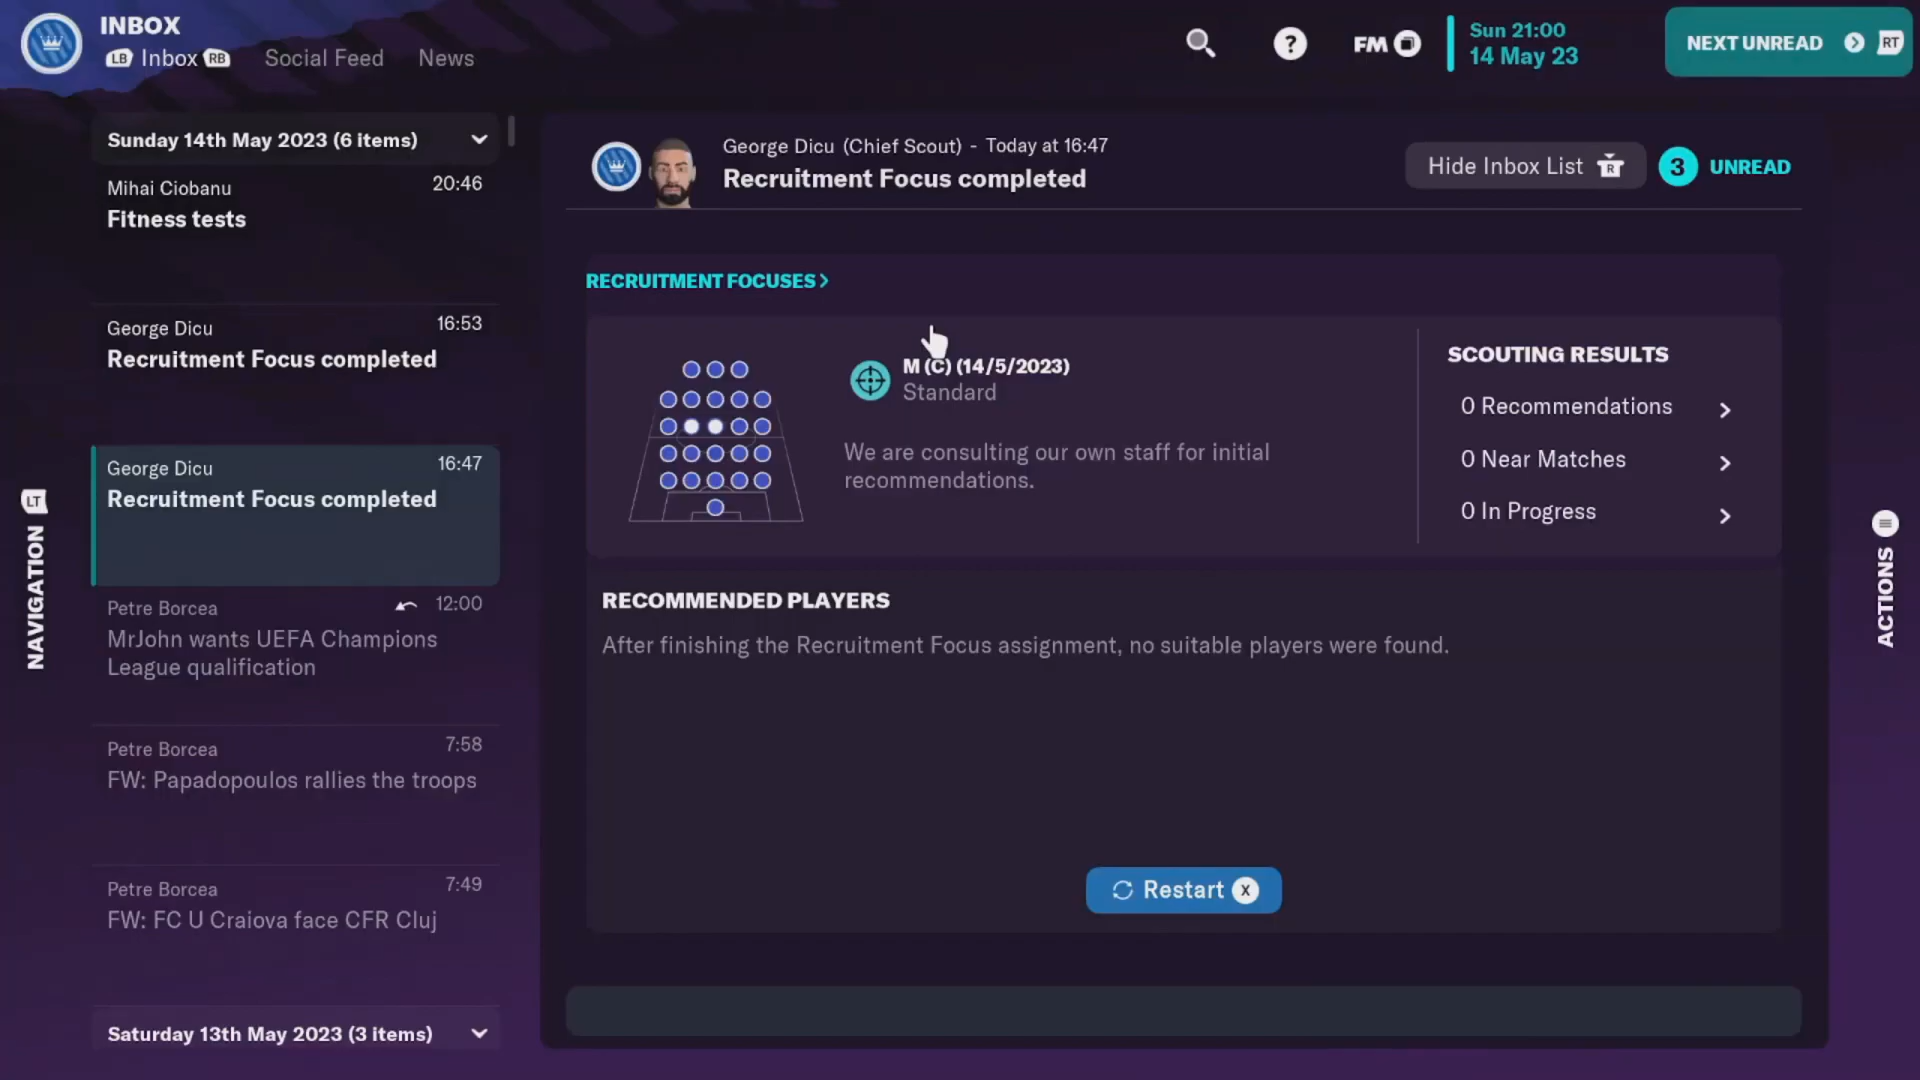 INBOX
LB Inbox RB Social Feed News
? FM
Sun 21:00
14 May 23
NEXT UNREAD RT
Sunday 14th May 2023 (6 items)
Mihai Ciobanu 20:46
Fitness tests
George Dicu 16:53
Recruitment Focus completed
George Dicu 16:47
Recruitment Focus completed
Petre Borcea 12:00
MrJohn wants UEFA Champions
League qualification
Petre Borcea 7:58
FW: Papadopoulos rallies the troops
Petre Borcea 7:49
FW: FC U Craiova face CFR Cluj
Saturday 13th May 2023 (3 items)
LT
NAVIGATION
George Dicu (Chief Scout) - Today at 16:47
Recruitment Focus completed
Hide Inbox List R
3 UNREAD
RECRUITMENT FOCUSES >
M (C) (14/5/2023)
Standard
We are consulting our own staff for initial
recommendations.
SCOUTING RESULTS
0 Recommendations
0 Near Matches
0 In Progress
RECOMMENDED PLAYERS
After finishing the Recruitment Focus assignment, no suitable players were found.
Restart X
ACTIONS